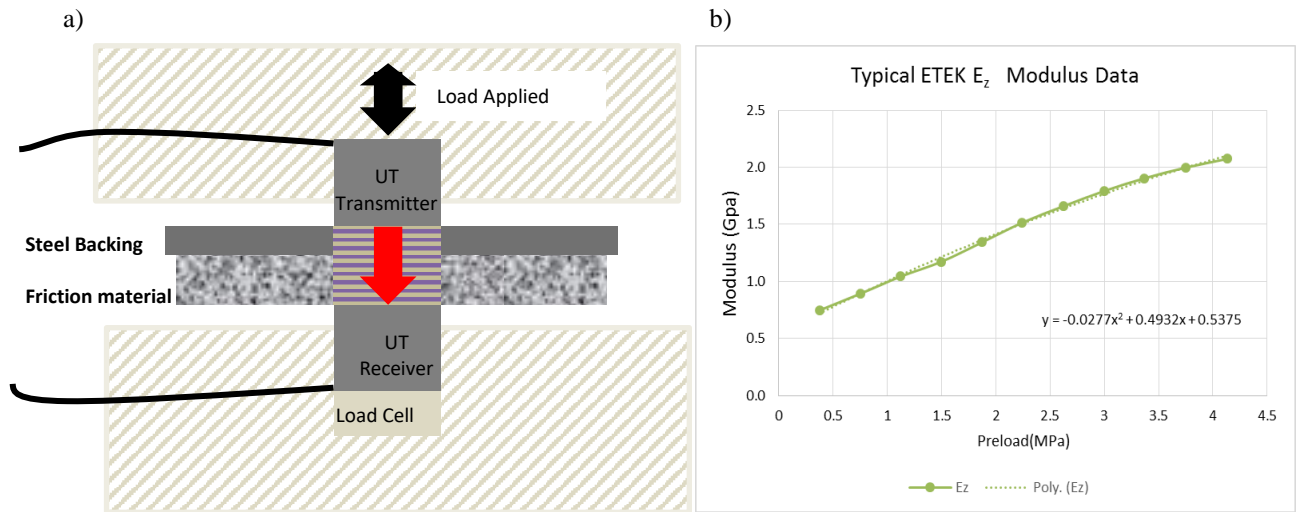 a)
Load Applied
UT
Transmitter
Steel Backing
Friction material
UT
Receiver
Load Cell
b)
Typical ETEK Ez Modulus Data
Modulus (Gpa)
2.5
2.0
1.5
1.0
0.5
0.0
y = -0.0277x² + 0.4932x + 0.5375
0 0.5 1 1.5 2 2.5 3 3.5 4 4.5
Preload(MPa)
Ez Poly. (Ez)